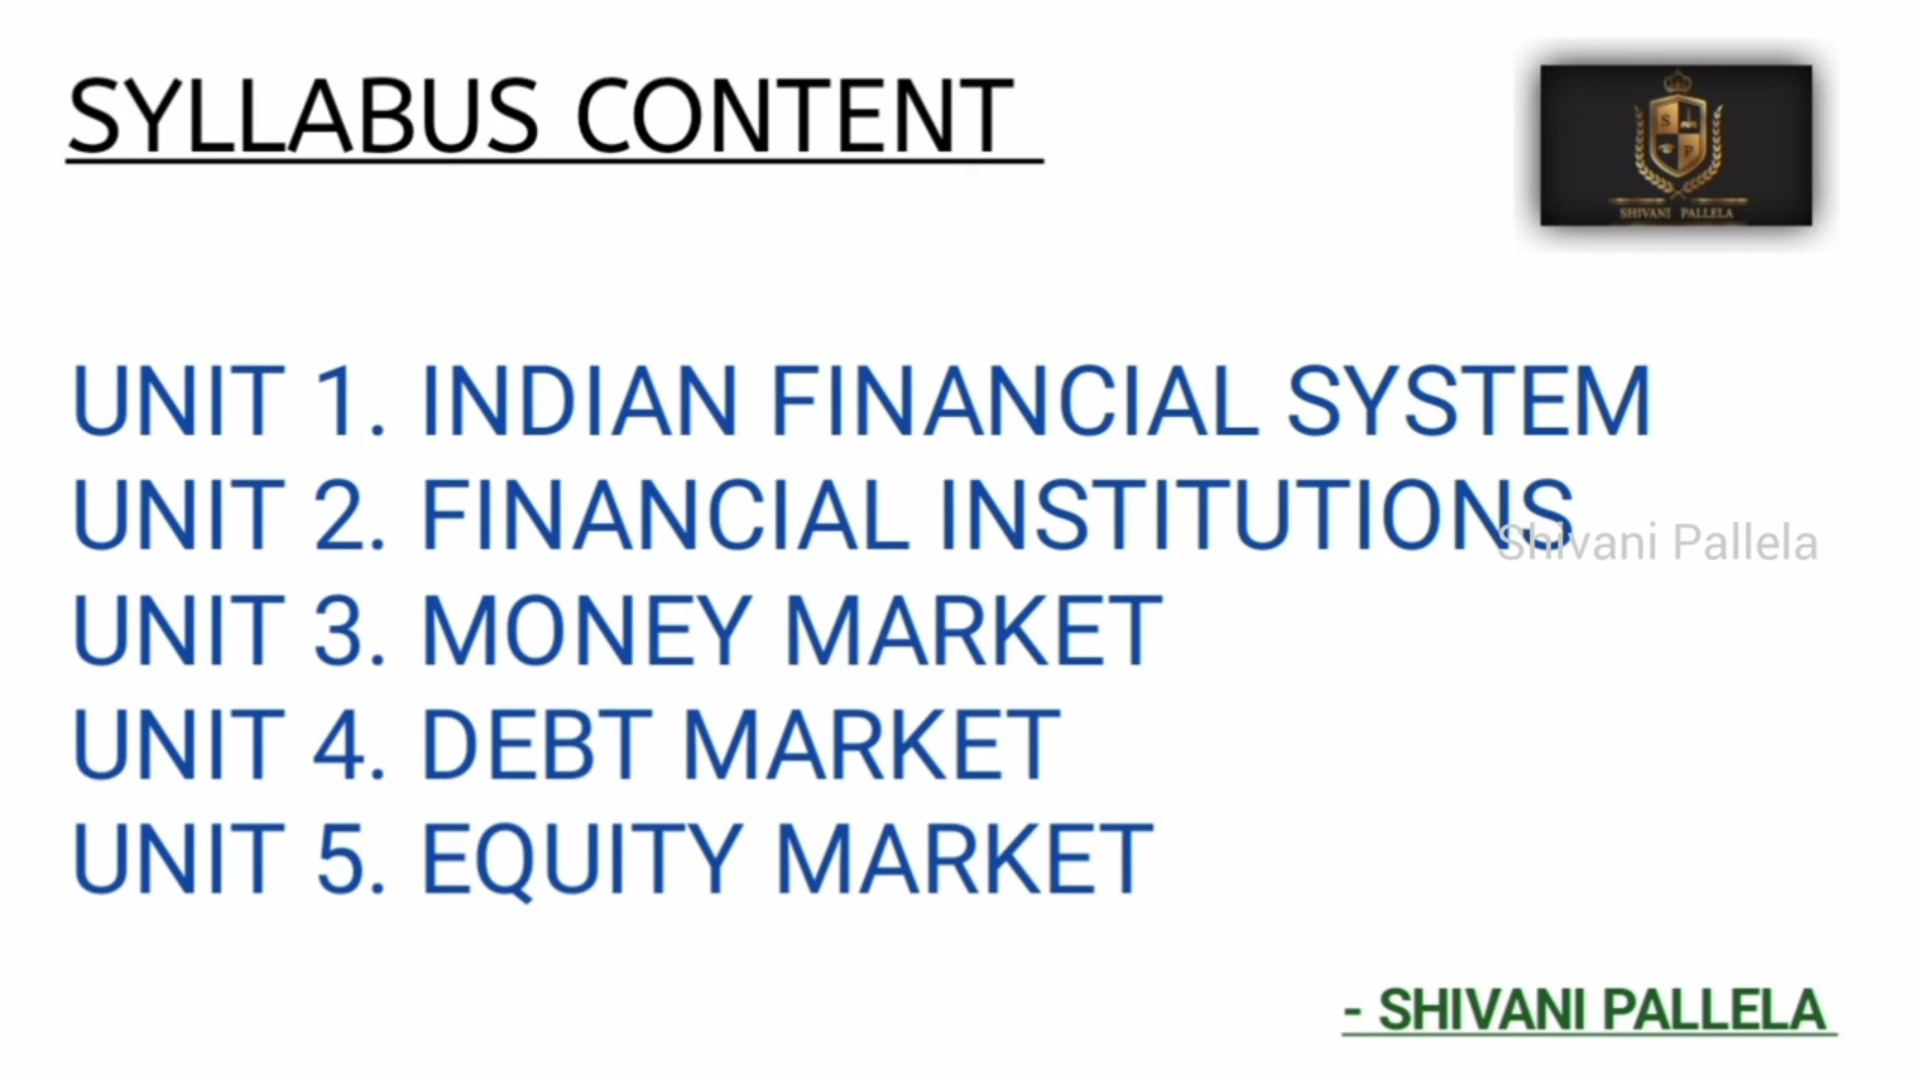 SYLLABUS CONTENT
S
P
SHIVANI PALLELA
UNIT 1. INDIAN FINANCIAL SYSTEM
UNIT 2. FINANCIAL INSTITUTIONS
Shivani Pallela
UNIT 3. MONEY MARKET
UNIT 4. DEBT MARKET
UNIT 5. EQUITY MARKET
- SHIVANI PALLELA